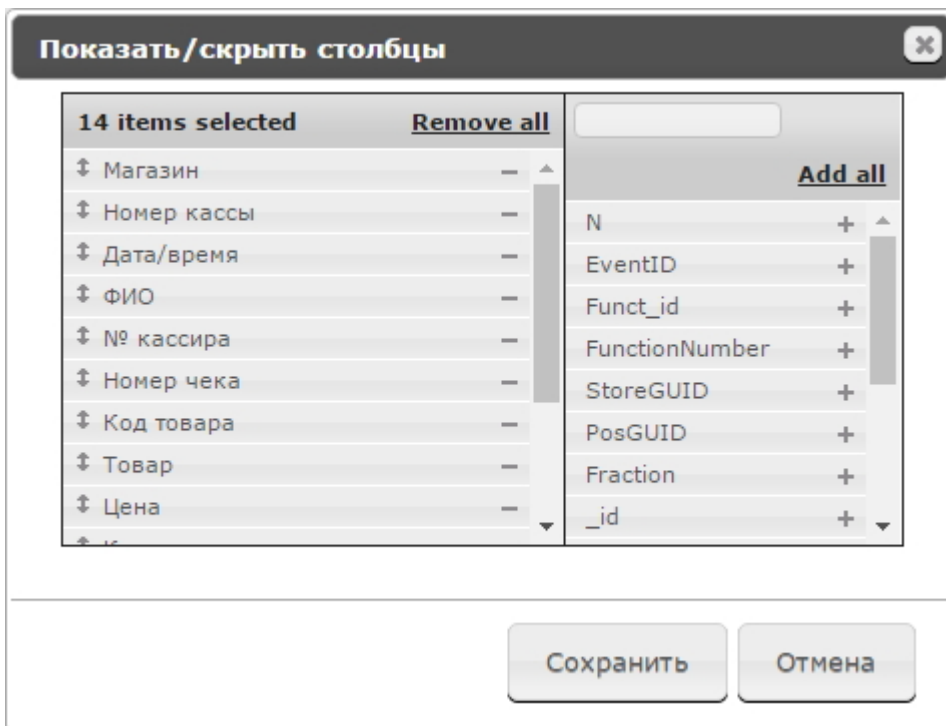 Показать/скрыть столбцы
14 items selected Remove all
Магазин
Номер кассы
Дата/время
ФИО
№ кассира
Номер чека
Код товара
Товар
Цена
Add all
N
EventID
Funct_id
FunctionNumber
StoreGUID
PosGUID
Fraction
_id
Сохранить Отмена